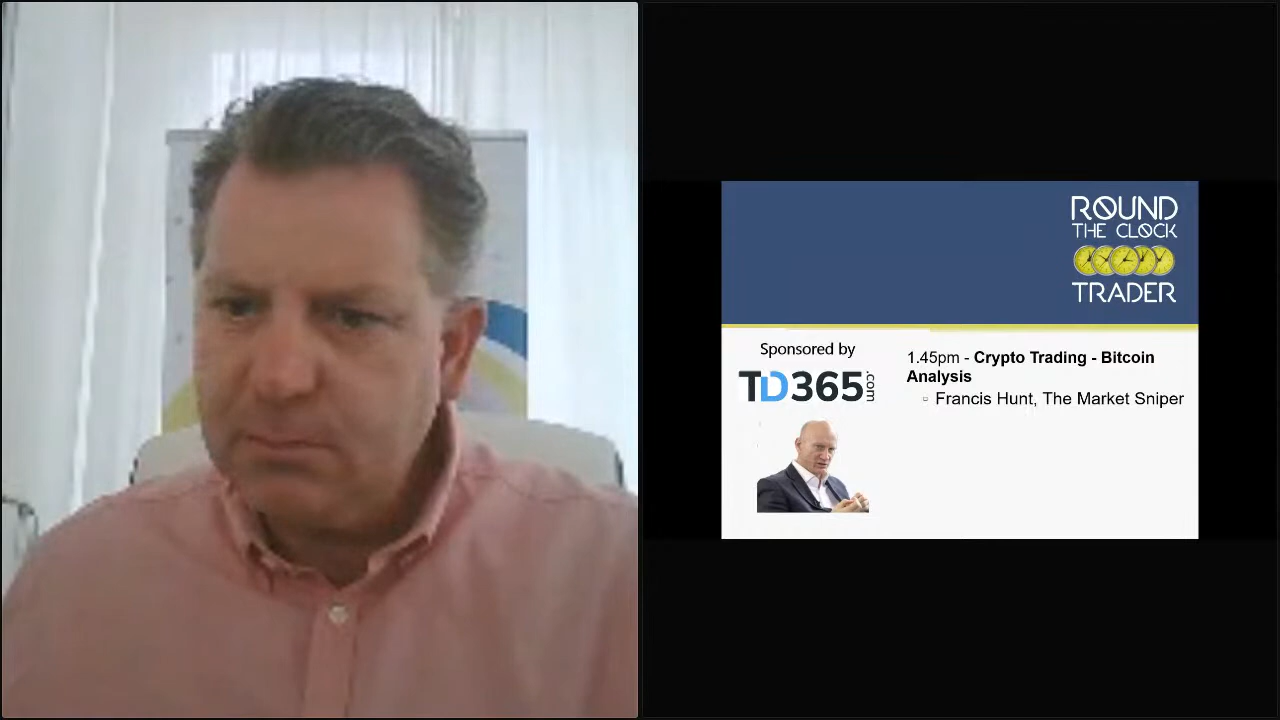 ROUND
THE CLOCK
TRADER
Sponsored by
TD365.com
1.45pm - Crypto Trading - Bitcoin
Analysis
▫ Francis Hunt, The Market Sniper